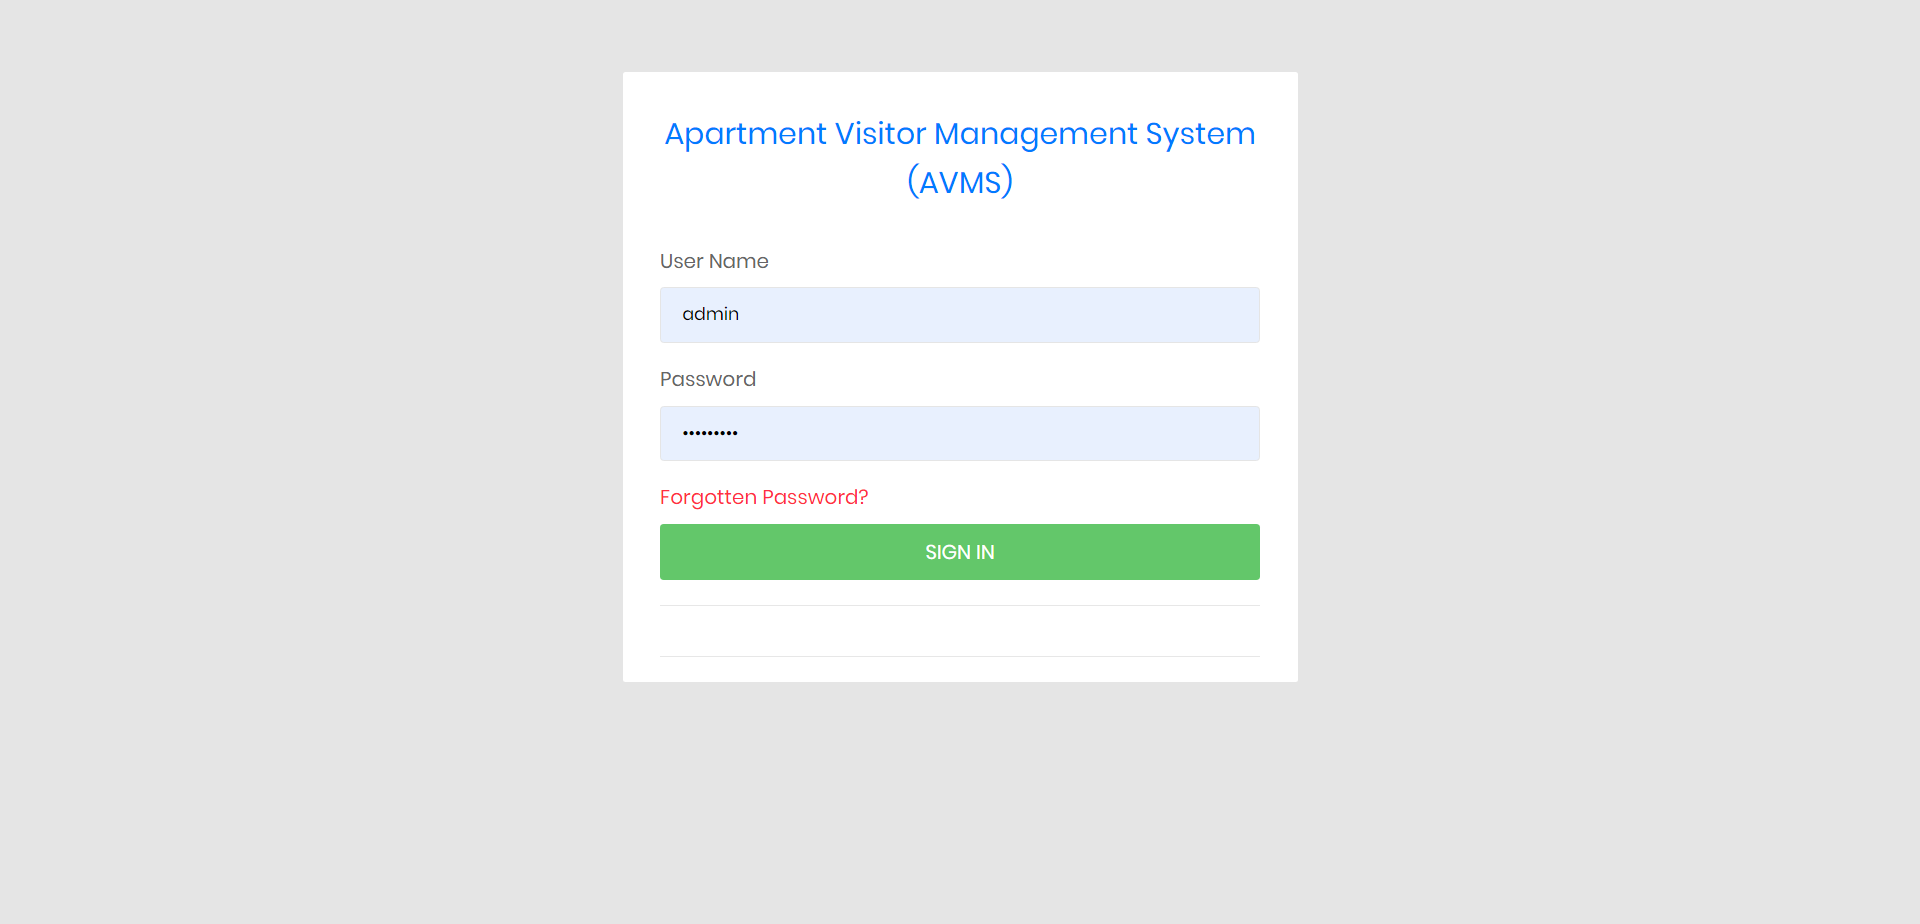 Apartment Visitor Management System
(AVMS)
User Name
admin
Password
•••••••••
Forgotten Password?
SIGN IN